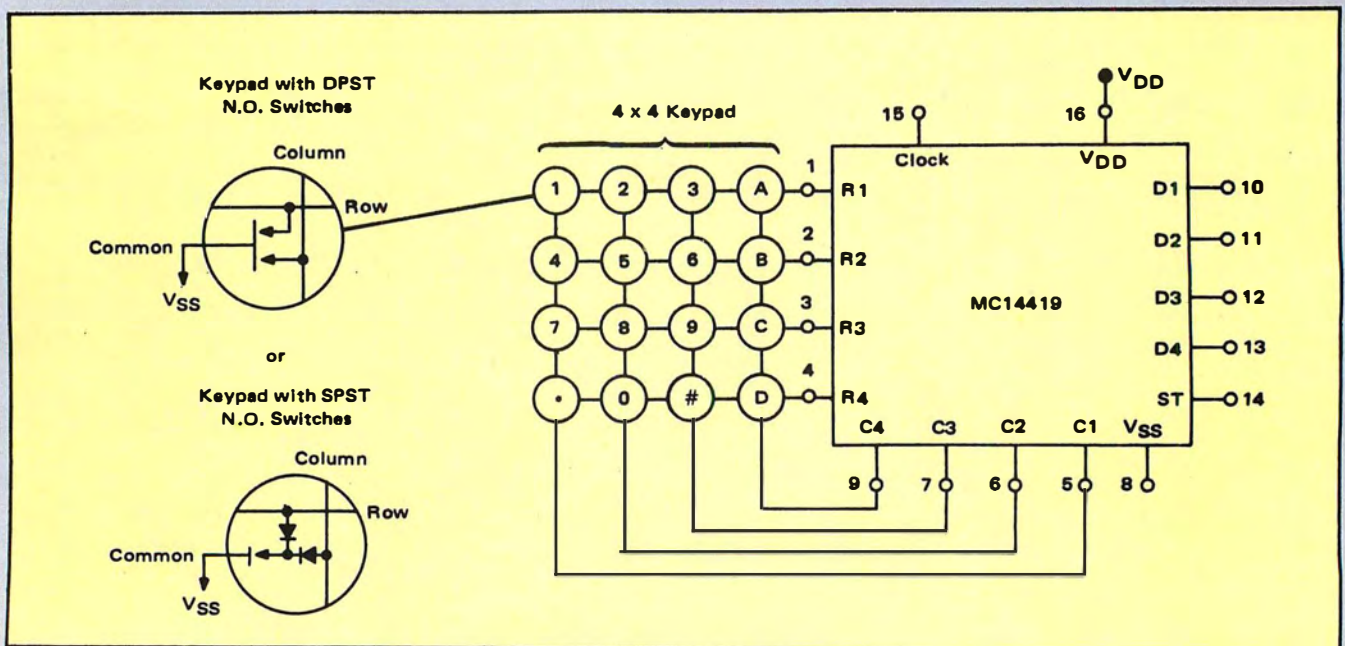 Keypad with DPST
N.O. Switches
Column
Row
Common
VSS
or
Keypad with SPST
N.O. Switches
Column
Row
Common
VSS
4 x 4 Keypad
1 2 3 A
4 5 6 B
7 8 9 C
• 0 # D
1
2
3
4
R1
R2
R3
R4
15
Clock
VDD
16
VDD
MC14419
D1 10
D2 11
D3 12
D4 13
ST 14
C4 C3 C2 C1 VSS
9 7 6 5 8